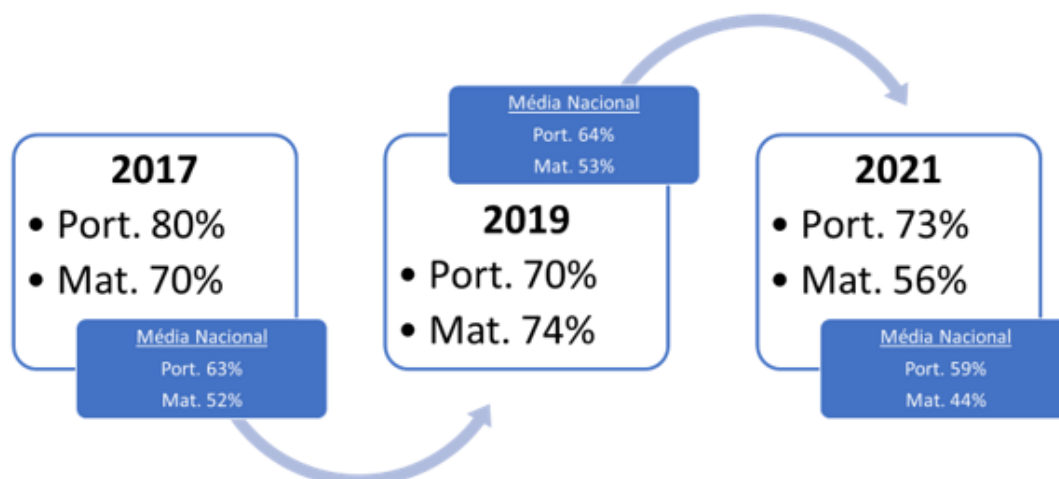 2017
• Port. 80%
• Mat. 70%
Média Nacional
Port. 63%
Mat. 52%
Média Nacional
Port. 64%
Mat. 53%
2019
• Port. 70%
• Mat. 74%
2021
• Port. 73%
• Mat. 56%
Média Nacional
Port. 59%
Mat. 44%